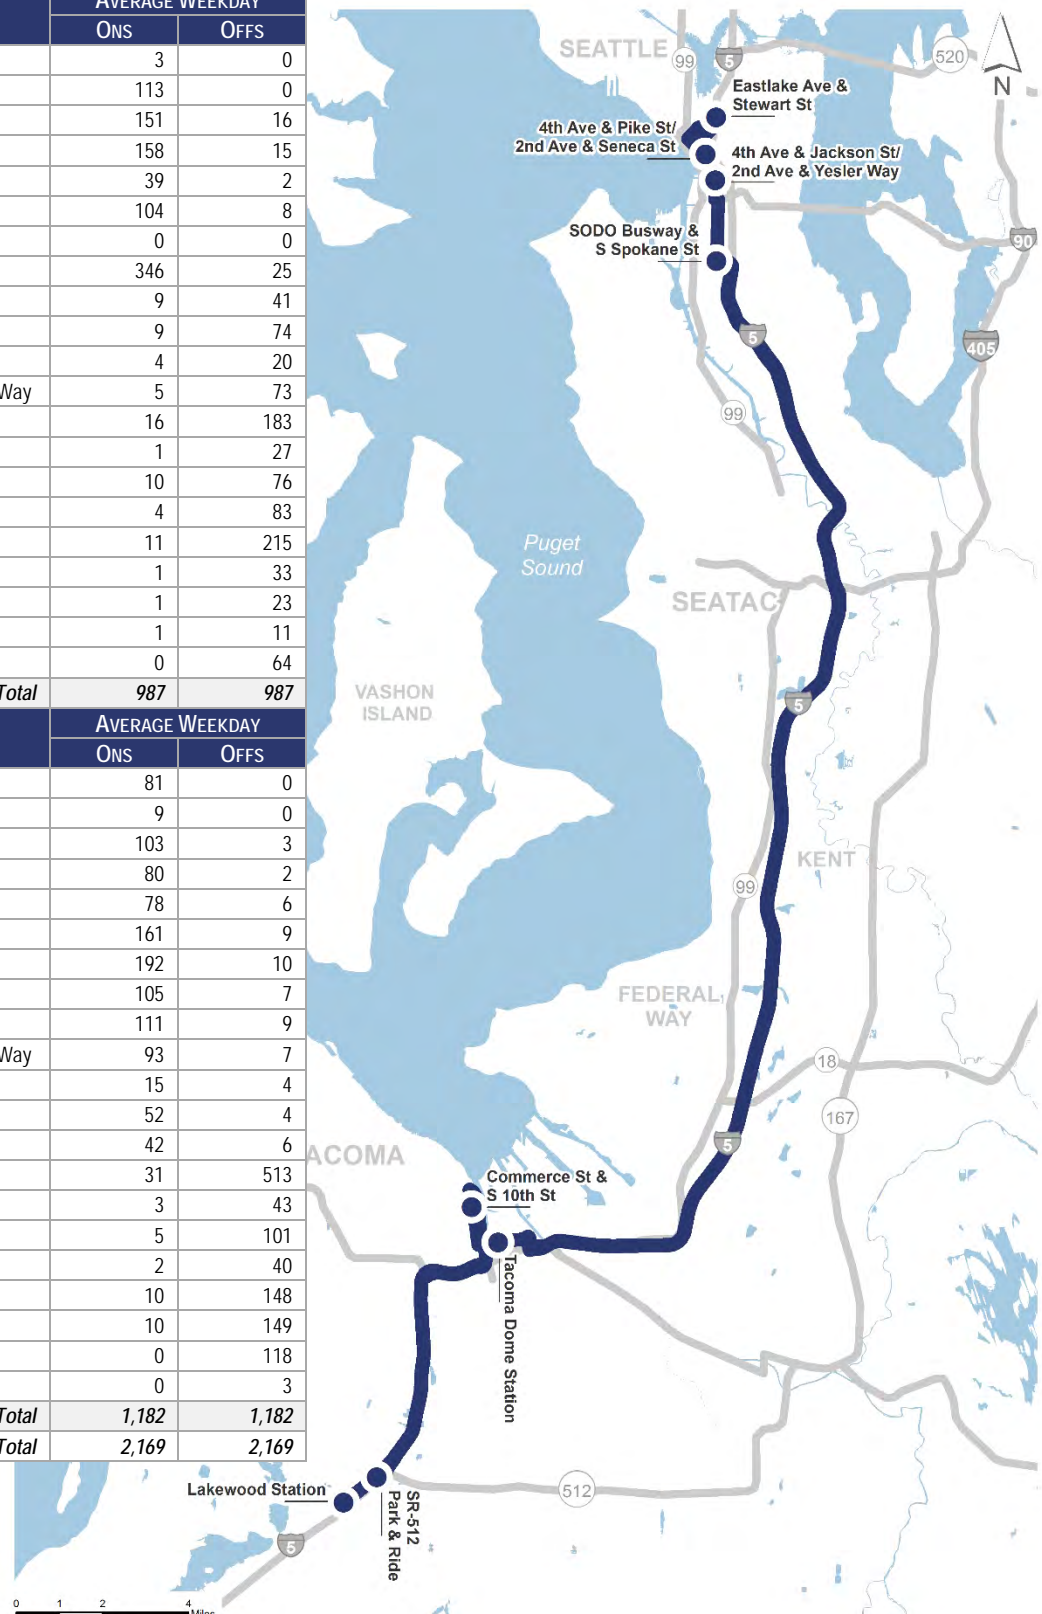 AVERAGE WEEKDAY
ONS OFFS
3 0
113 0
151 16
158 15
39 2
104 8
0 0
346 25
9 41
9 74
4 20
Way 5 73
16 183
1 27
10 76
4 83
11 215
1 33
1 23
1 11
0 64
Total 987 987
AVERAGE WEEKDAY
ONS OFFS
81 0
9 0
103 3
80 2
78 6
161 9
192 10
105 7
111 9
Way 93 7
15 4
52 4
42 6
31 513
3 43
5 101
2 40
10 148
10 149
0 118
0 3
Total 1,182 1,182
Total 2,169 2,169
SEATTLE
99
5
520
N
Eastlake Ave &
Stewart St
4th Ave & Pike St/
2nd Ave & Seneca St
4th Ave & Jackson St/
2nd Ave & Yesler Way
SODO Busway &
S Spokane St
90
5
405
99
Puget
Sound
SEATAC
VASHON
ISLAND
5
KENT
99
FEDERAL
WAY
18
167
5
ACOMA
Commerce St &
S 10th St
Tacoma Dome Station
Lakewood Station
SR-512
Park & Ride
512
5
0 1 2 4
Miles